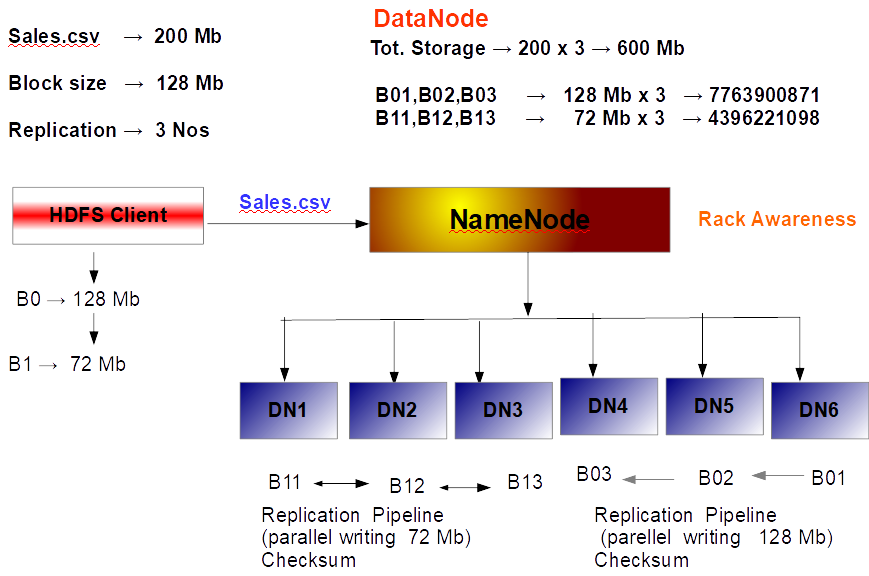 Sales.csv → 200 Mb
Block size → 128 Mb
Replication → 3 Nos
DataNode
Tot. Storage → 200 x 3 → 600 Mb
B01,B02,B03 → 128 Mb x 3 → 7763900871
B11,B12,B13 → 72 Mb x 3 → 4396221098
HDFS Client
Sales.csv
NameNode
Rack Awareness
B0 → 128 Mb
B1 → 72 Mb
DN1 DN2 DN3 DN4 DN5 DN6
B11 B12 B13 B03 B02 B01
Replication Pipeline
(parallel writing 72 Mb)
Checksum
Replication Pipeline
(parellel writing 128 Mb)
Checksum